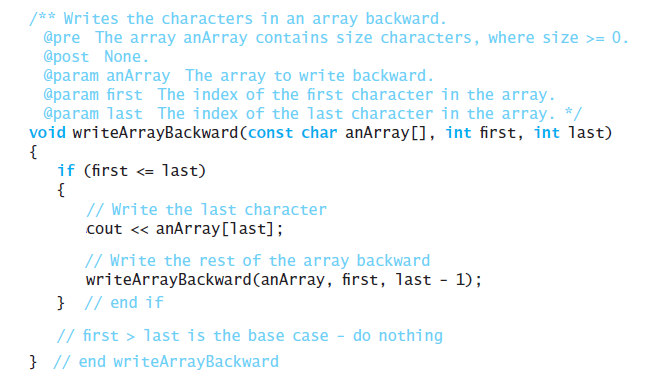 /** Writes the characters in an array backward.
@pre The array anArray contains size characters, where size >= 0.
@post None.
@param anArray The array to write backward.
@param first The index of the first character in the array.
@param last The index of the last character in the array. */
void writeArrayBackward(const char anArray[], int first, int last)
{
if (first <= last)
{
// Write the last character
cout << anArray[last];
// Write the rest of the array backward
writeArrayBackward(anArray, first, last - 1);
} // end if
// first > last is the base case - do nothing
} // end writeArrayBackward